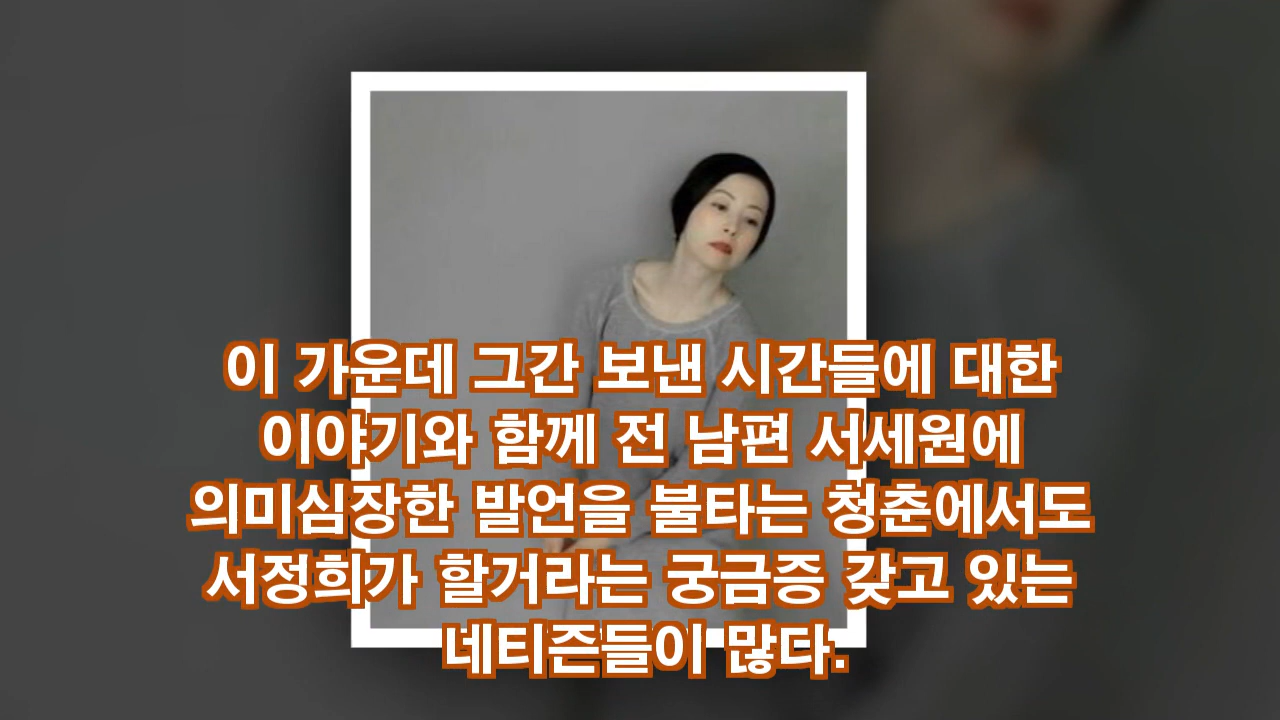 이 가운데 그간 보낸 시간들에 대한
이야기와 함께 전 남편 서세원에
의미심장한 발언을 불타는 청춘에서도
서정희가 할거라는 궁금증 갖고 있는
네티즌들이 많다.